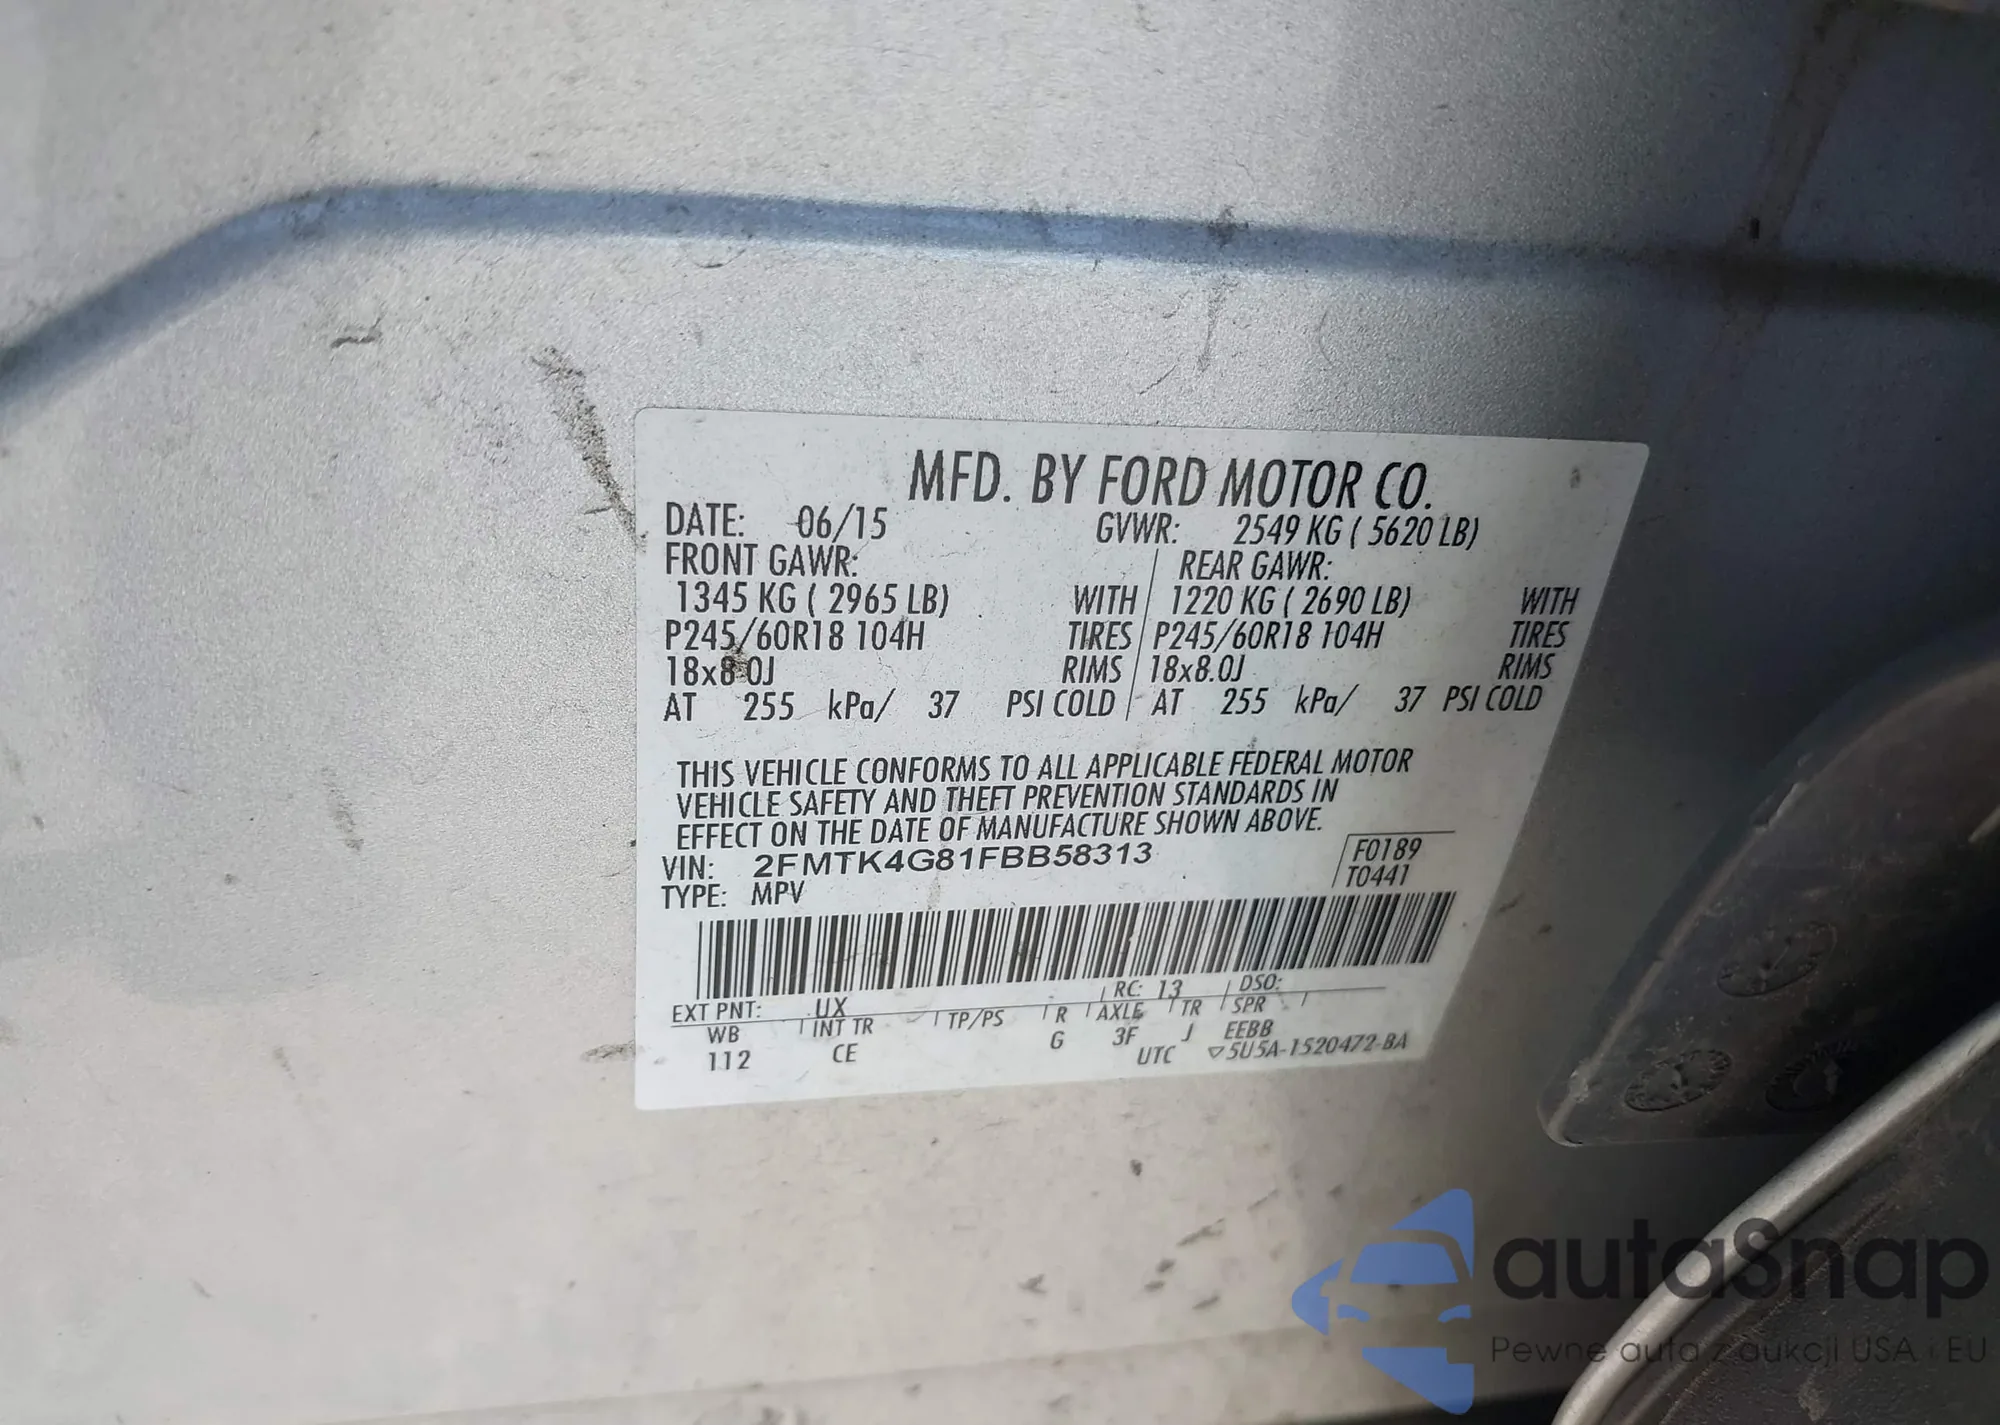 MFD. BY FORD MOTOR CO.
DATE: 06/15 GVWR: 2549 KG ( 5620 LB)
FRONT GAWR: REAR GAWR:
1345 KG ( 2965 LB) WITH 1220 KG ( 2690 LB) WITH
P245/60R18 104H TIRES P245/60R18 104H TIRES
18x8.0J RIMS 18x8.0J RIMS
AT 255 kPa/ 37 PSI COLD AT 255 kPa/ 37 PSI COLD
THIS VEHICLE CONFORMS TO ALL APPLICABLE FEDERAL MOTOR
VEHICLE SAFETY AND THEFT PREVENTION STANDARDS IN
EFFECT ON THE DATE OF MANUFACTURE SHOWN ABOVE.
VIN: 2FMTK4G81FBB58313 F0189
TYPE: MPV T0441
EXT PNT: UX RC: 13 DSO:
WB INT TR TP/PS R AXLE TR SPR
112 CE G 3F J EEBB
UTC ▽5U5A-1520472-BA
autaSnap
Pewne auta z aukcji USA i EU